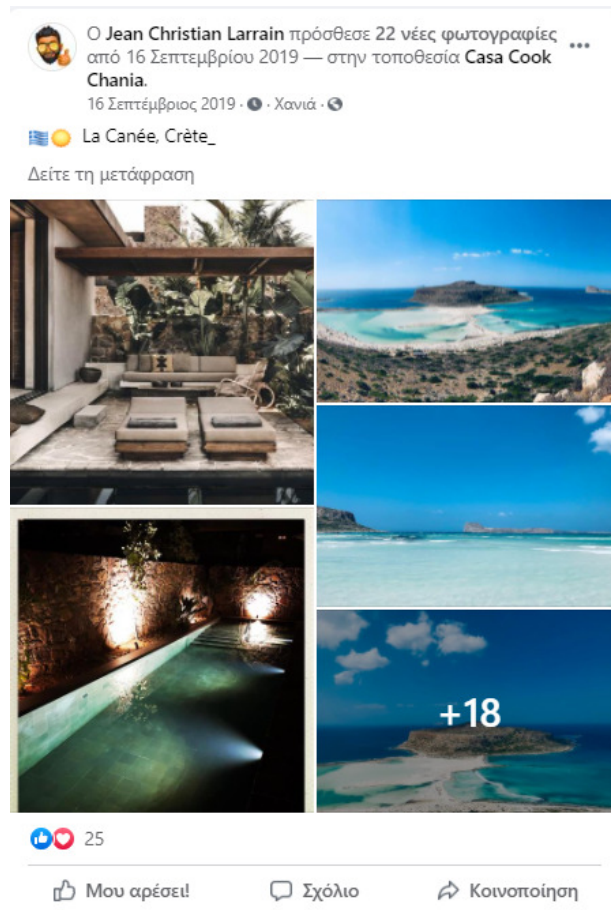 Ο Jean Christian Larrain πρόσθεσε 22 νέες φωτογραφίες
από 16 Σεπτεμβρίου 2019 — στην τοποθεσία Casa Cook
Chania.
16 Σεπτέμβριος 2019 · · Χανιά ·
La Canée, Crète_
Δείτε τη μετάφραση
+18
25
Μου αρέσει!
Σχόλιο
Κοινοποίηση